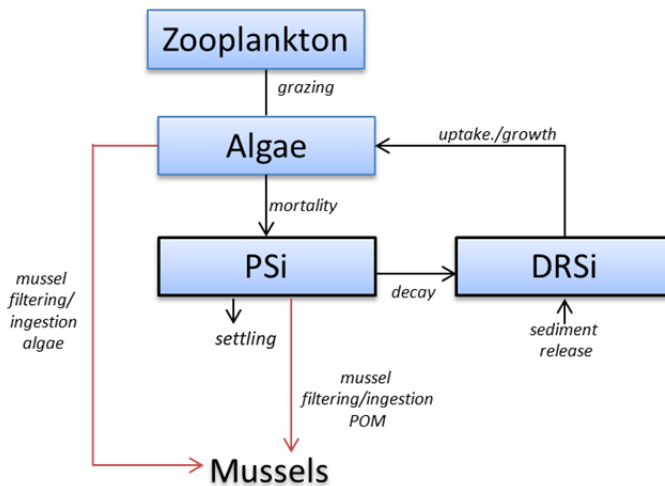 Zooplankton
grazing
Algae
uptake./growth
mortality
PSi
DRSi
decay
mussel
filtering/
ingestion
algae
settling
sediment
release
mussel
filtering/ingestion
POM
Mussels